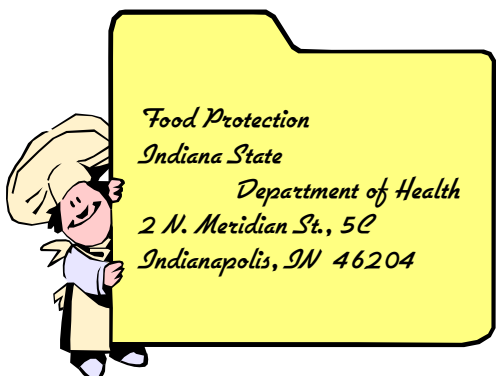 Food Protection
Indiana State
Department of Health
2 N. Meridian St., 5C
Indianapolis, IN 46204